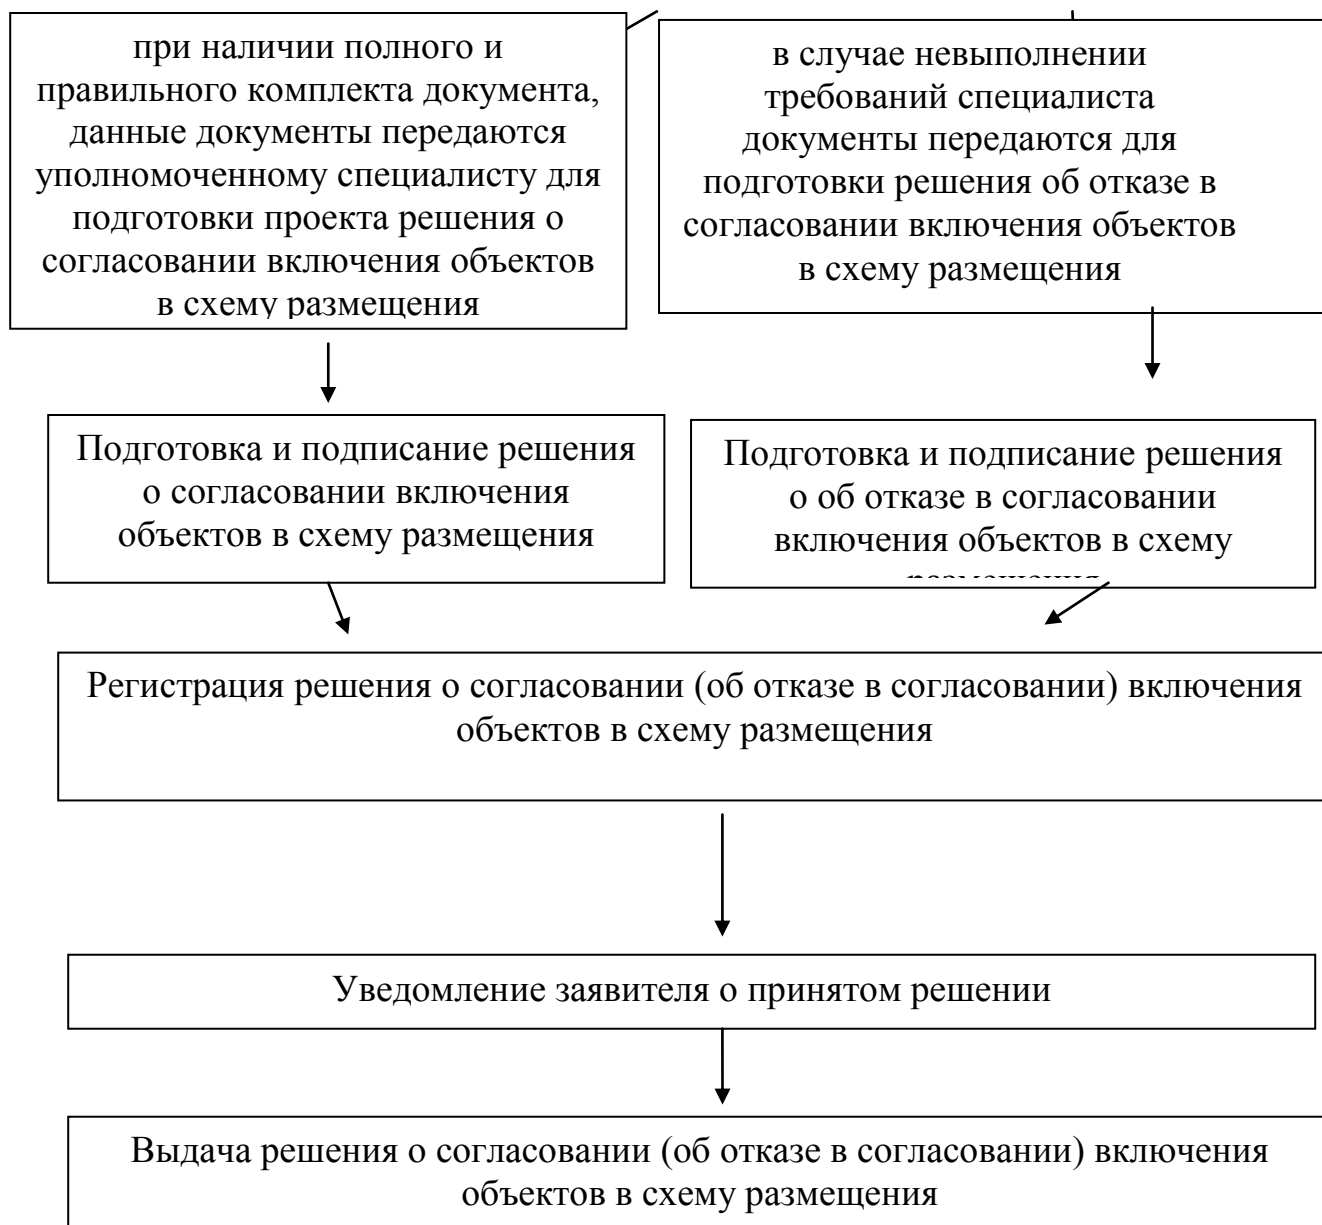 при наличии полного и
правильного комплекта документа,
данные документы передаются
уполномоченному специалисту для
подготовки проекта решения о
согласовании включения объектов
в схему размещения
в случае невыполнении
требований специалиста
документы передаются для
подготовки решения об отказе в
согласовании включения объектов
в схему размещения
Подготовка и подписание решения
о согласовании включения
объектов в схему размещения
Подготовка и подписание решения
о об отказе в согласовании
включения объектов в схему
Регистрация решения о согласовании (об отказе в согласовании) включения
объектов в схему размещения
Уведомление заявителя о принятом решении
Выдача решения о согласовании (об отказе в согласовании) включения
объектов в схему размещения